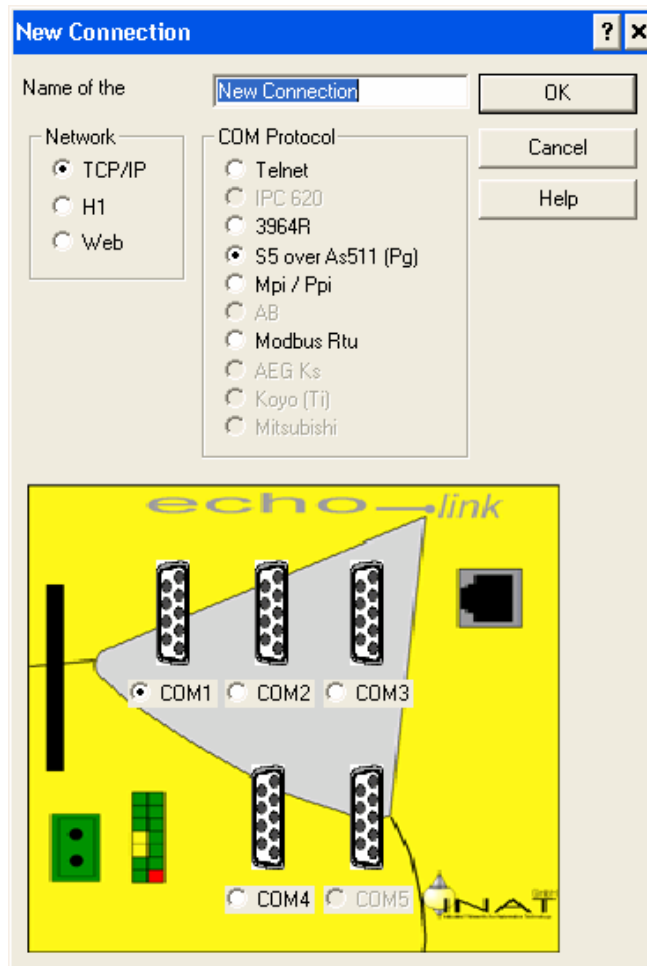 New Connection
Name of the
New Connection
OK
Network
COM Protocol
Cancel
TCP/IP
Telnet
Help
H1
IPC 620
Web
3964R
S5 over As511 (Pg)
Mpi / Ppi
AB
Modbus Rtu
AEG Ks
Koyo (Ti)
Mitsubishi
echo link
COM1
COM2
COM3
COM4
COM5
INAT
GmbH